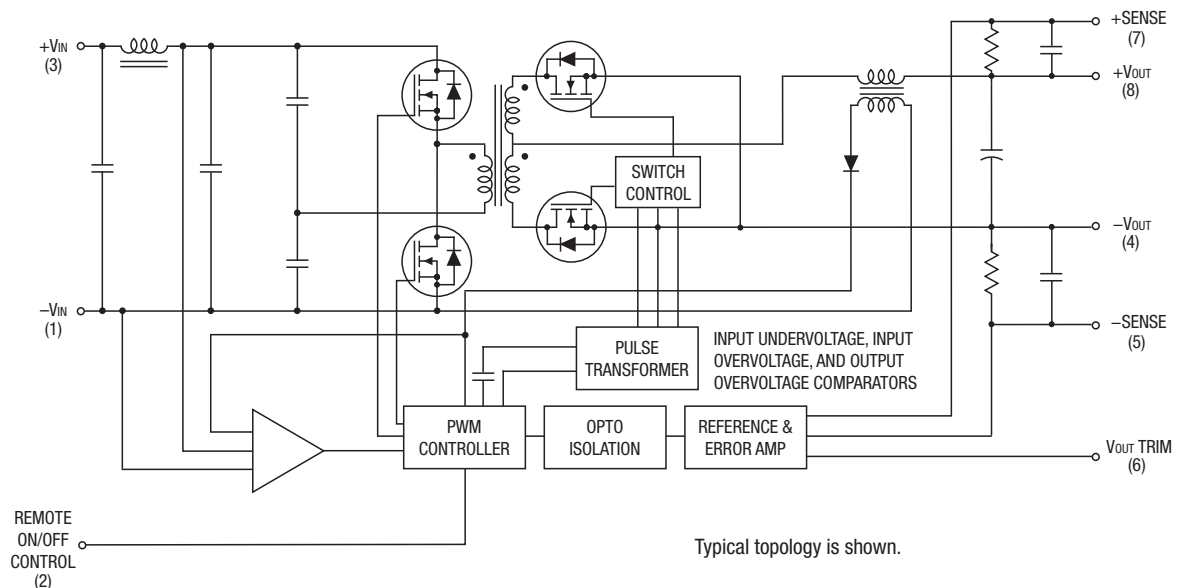 +VIN
(3)
+SENSE
(7)
+VOUT
(8)
SWITCH
CONTROL
−VOUT
(4)
−VIN
(1)
−SENSE
(5)
PULSE
TRANSFORMER
INPUT UNDERVOLTAGE, INPUT
OVERVOLTAGE, AND OUTPUT
OVERVOLTAGE COMPARATORS
PWM
CONTROLLER
OPTO
ISOLATION
REFERENCE &
ERROR AMP
VOUT TRIM
(6)
REMOTE
ON/OFF
CONTROL
(2)
Typical topology is shown.